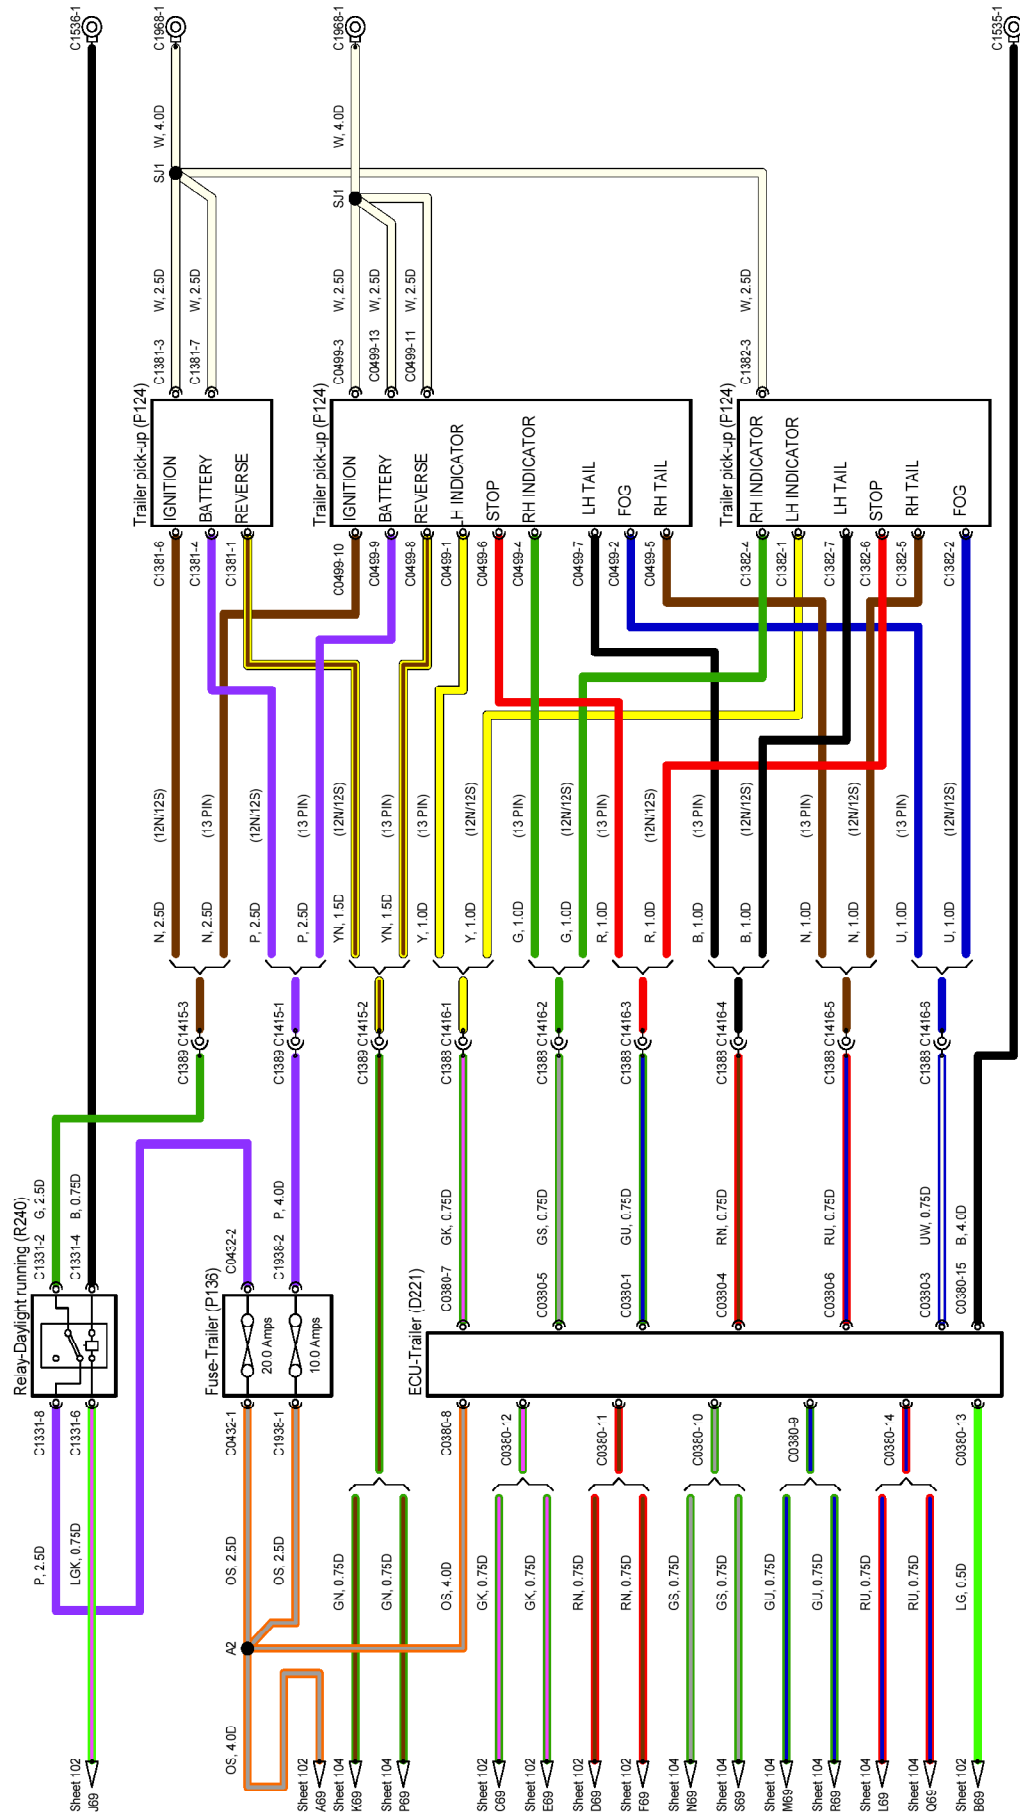 C1536-1
C1968-1
C1968-1
C1535-1
W, 4.0D
W, 4.0D
SJ1
SJ1
W, 2.5D
W, 2.5D
W, 2.5D
W, 2.5D
W, 2.5D
W, 2.5D
C1381-3
C1381-7
C0499-3
C0499-13
C0499-11
C1382-3
Trailer pick-up (F124)
IGNITION
BATTERY
REVERSE
Trailer pick-up (F124)
IGNITION
BATTERY
REVERSE
LH INDICATOR
STOP
RH INDICATOR
LH TAIL
FOG
RH TAIL
Trailer pick-up (F124)
RH INDICATOR
LH INDICATOR
LH TAIL
STOP
RH TAIL
FOG
C1381-6
C1381-4
C1381-1
C0499-10
C0499-9
C0499-8
C0499-1
C0499-6
C0499-4
C0499-7
C0499-2
C0499-5
C1382-4
C1382-1
C1382-7
C1382-6
C1382-5
C1382-2
(12N/12S)
(13 PIN)
(12N/12S)
(13 PIN)
(12N/12S)
(13 PIN)
(13 PIN)
(12N/12S)
(13 PIN)
(12N/12S)
(13 PIN)
(12N/12S)
(13 PIN)
(12N/12S)
(13 PIN)
(12N/12S)
(13 PIN)
(12N/12S)
N, 2.5D
N, 2.5D
P, 2.5D
P, 2.5D
YN, 1.5D
YN, 1.5D
Y, 1.0D
Y, 1.0D
G, 1.0D
G, 1.0D
R, 1.0D
R, 1.0D
B, 1.0D
B, 1.0D
N, 1.0D
N, 1.0D
U, 1.0D
U, 1.0D
C1389 C1415-3
C1389 C1415-1
C1389 C1415-2
C1388 C1416-1
C1388 C1416-2
C1388 C1416-3
C1388 C1416-4
C1388 C1416-5
C1388 C1416-6
G, 2.5D
B, 0.75D
P, 4.0D
GK, 0.75D
GS, 0.75D
GU, 0.75D
RN, 0.75D
RU, 0.75D
UW, 0.75D
B, 4.0D
C1331-2
C1331-4
C0432-2
C1938-2
C0380-7
C0380-5
C0380-1
C0380-4
C0380-6
C0380-3
C0380-15
Relay-Daylight running (R240)
Fuse-Trailer (P136)
20.0 Amps
10.0 Amps
ECU-Trailer (D221)
C1331-8
C1331-6
C0432-1
C1938-1
C0380-8
C0380-12
C0380-11
C0380-10
C0380-9
C0380-14
C0380-13
P, 2.5D
LGK, 0.75D
OS, 2.5D
OS, 2.5D
GN, 0.75D
GN, 0.75D
OS, 4.0D
GK, 0.75D
GK, 0.75D
RN, 0.75D
RN, 0.75D
GS, 0.75D
GS, 0.75D
GU, 0.75D
GU, 0.75D
RU, 0.75D
RU, 0.75D
LG, 0.5D
A2
OS, 4.0D
Sheet 102
J69
Sheet 102
A69
Sheet 104
K69
Sheet 104
P69
Sheet 102
C69
Sheet 102
E69
Sheet 102
D69
Sheet 102
F69
Sheet 104
N69
Sheet 104
S69
Sheet 104
M69
Sheet 104
R69
Sheet 104
L69
Sheet 104
Q69
Sheet 102
B69